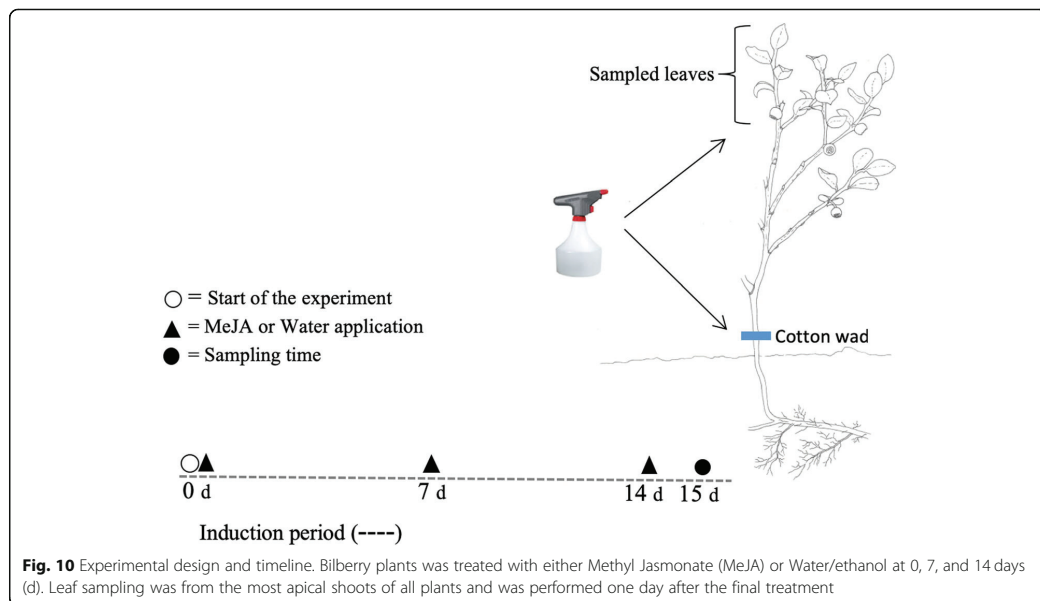 Sampled leaves
○ = Start of the experiment
▲ = MeJA or Water application
● = Sampling time
Cotton wad
0 d 7 d 14 d 15 d
Induction period (----)
Fig. 10 Experimental design and timeline. Bilberry plants was treated with either Methyl Jasmonate (MeJA) or Water/ethanol at 0, 7, and 14 days
(d). Leaf sampling was from the most apical shoots of all plants and was performed one day after the final treatment